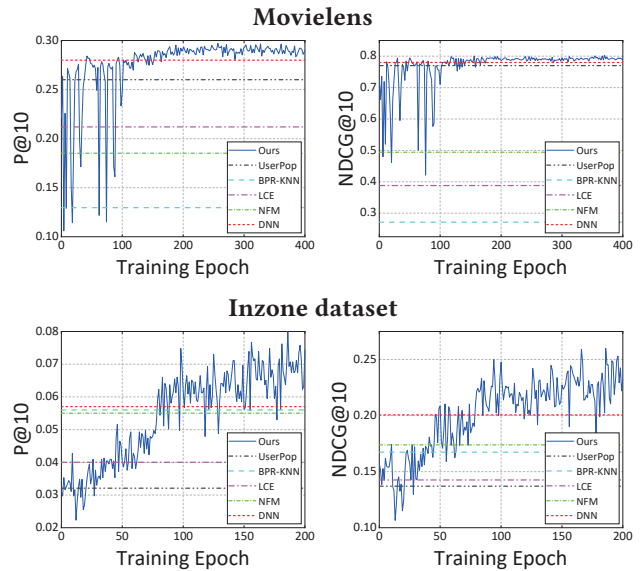 Movielens
0.30
0.25
0.20
0.15
0.10
P@10
0 100 200 300 400
Training Epoch
Ours
UserPop
BPR-KNN
LCE
NFM
DNN
0.8
0.7
0.6
0.5
0.4
0.3
NDCG@10
0 100 200 300 400
Training Epoch
Ours
UserPop
BPR-KNN
LCE
NFM
DNN
Inzone dataset
0.08
0.07
0.06
0.05
0.04
0.03
0.02
P@10
0 50 100 150 200
Training Epoch
Ours
UserPop
BPR-KNN
LCE
NFM
DNN
0.25
0.20
0.15
0.10
NDCG@10
0 50 100 150 200
Training Epoch
Ours
UserPop
BPR-KNN
LCE
NFM
DNN